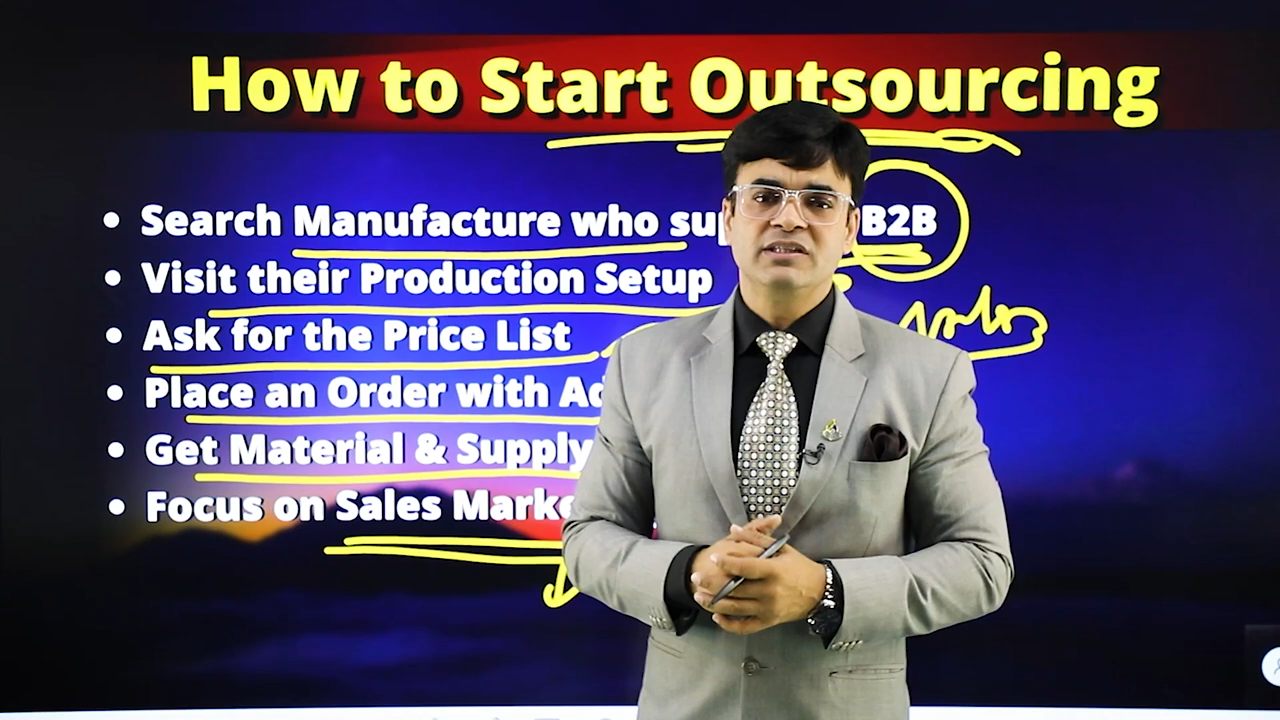 How to Start Outsourcing
• Search Manufacture who su B2B
• Visit their Production Setup
• Ask for the Price List
• Place an Order with Ad
• Get Material & Supply
• Focus on Sales Marke